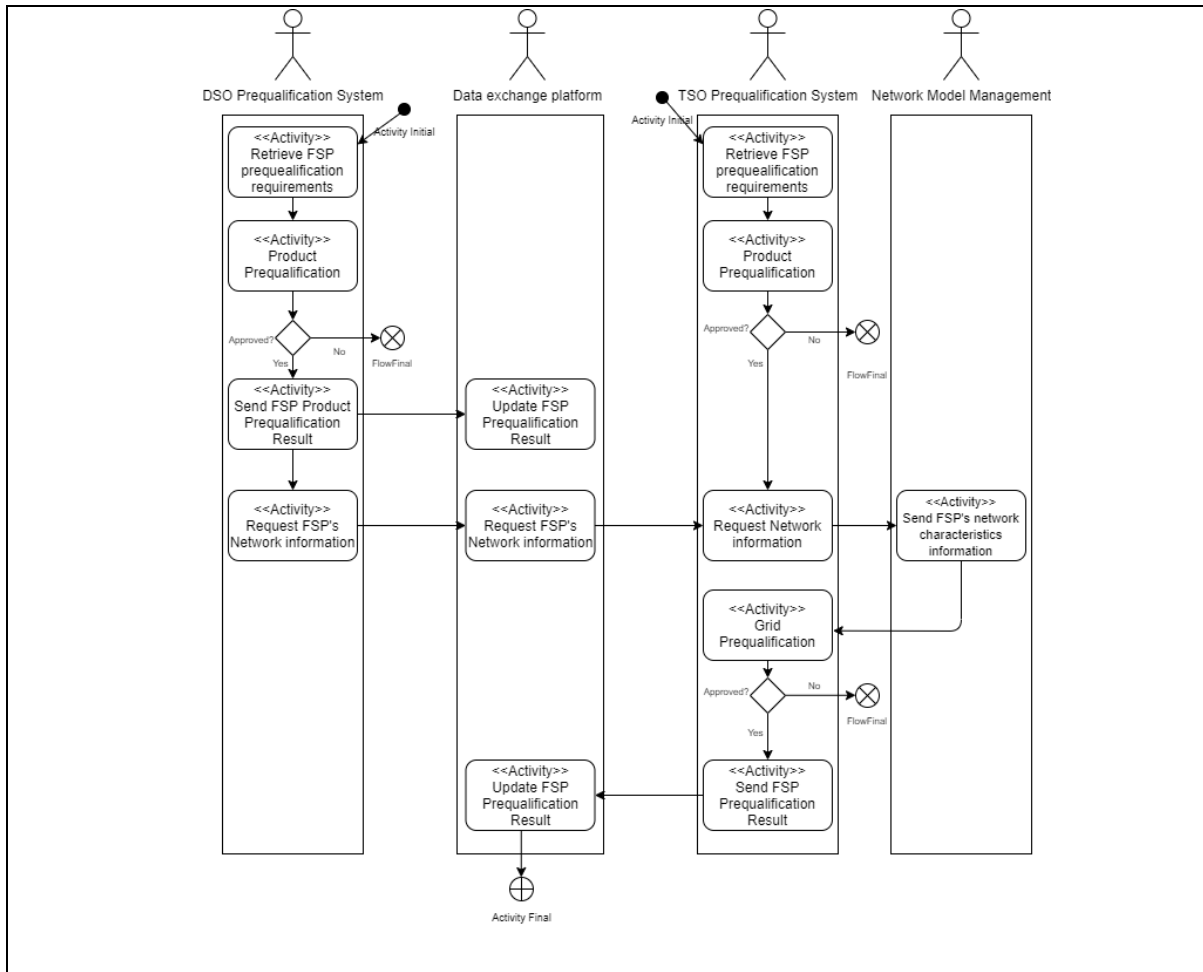 DSO Prequalification System
Data exchange platform
TSO Prequalification System
Network Model Management
Activity Initial
Activity Initial
<<Activity>>
Retrieve FSP
prequealification
requirements
<<Activity>>
Retrieve FSP
prequealification
requirements
<<Activity>>
Product
Prequalification
<<Activity>>
Product
Prequalification
Approved?
No
Yes
FlowFinal
Approved?
No
Yes
FlowFinal
<<Activity>>
Send FSP Product
Prequalification
Result
<<Activity>>
Update FSP
Prequalification
Result
<<Activity>>
Request FSP's
Network information
<<Activity>>
Request FSP's
Network information
<<Activity>>
Request Network
information
<<Activity>>
Send FSP's network
characteristics
information
<<Activity>>
Grid
Prequalification
Approved?
No
Yes
FlowFinal
<<Activity>>
Update FSP
Prequalification
Result
<<Activity>>
Send FSP
Prequalification
Result
Activity Final